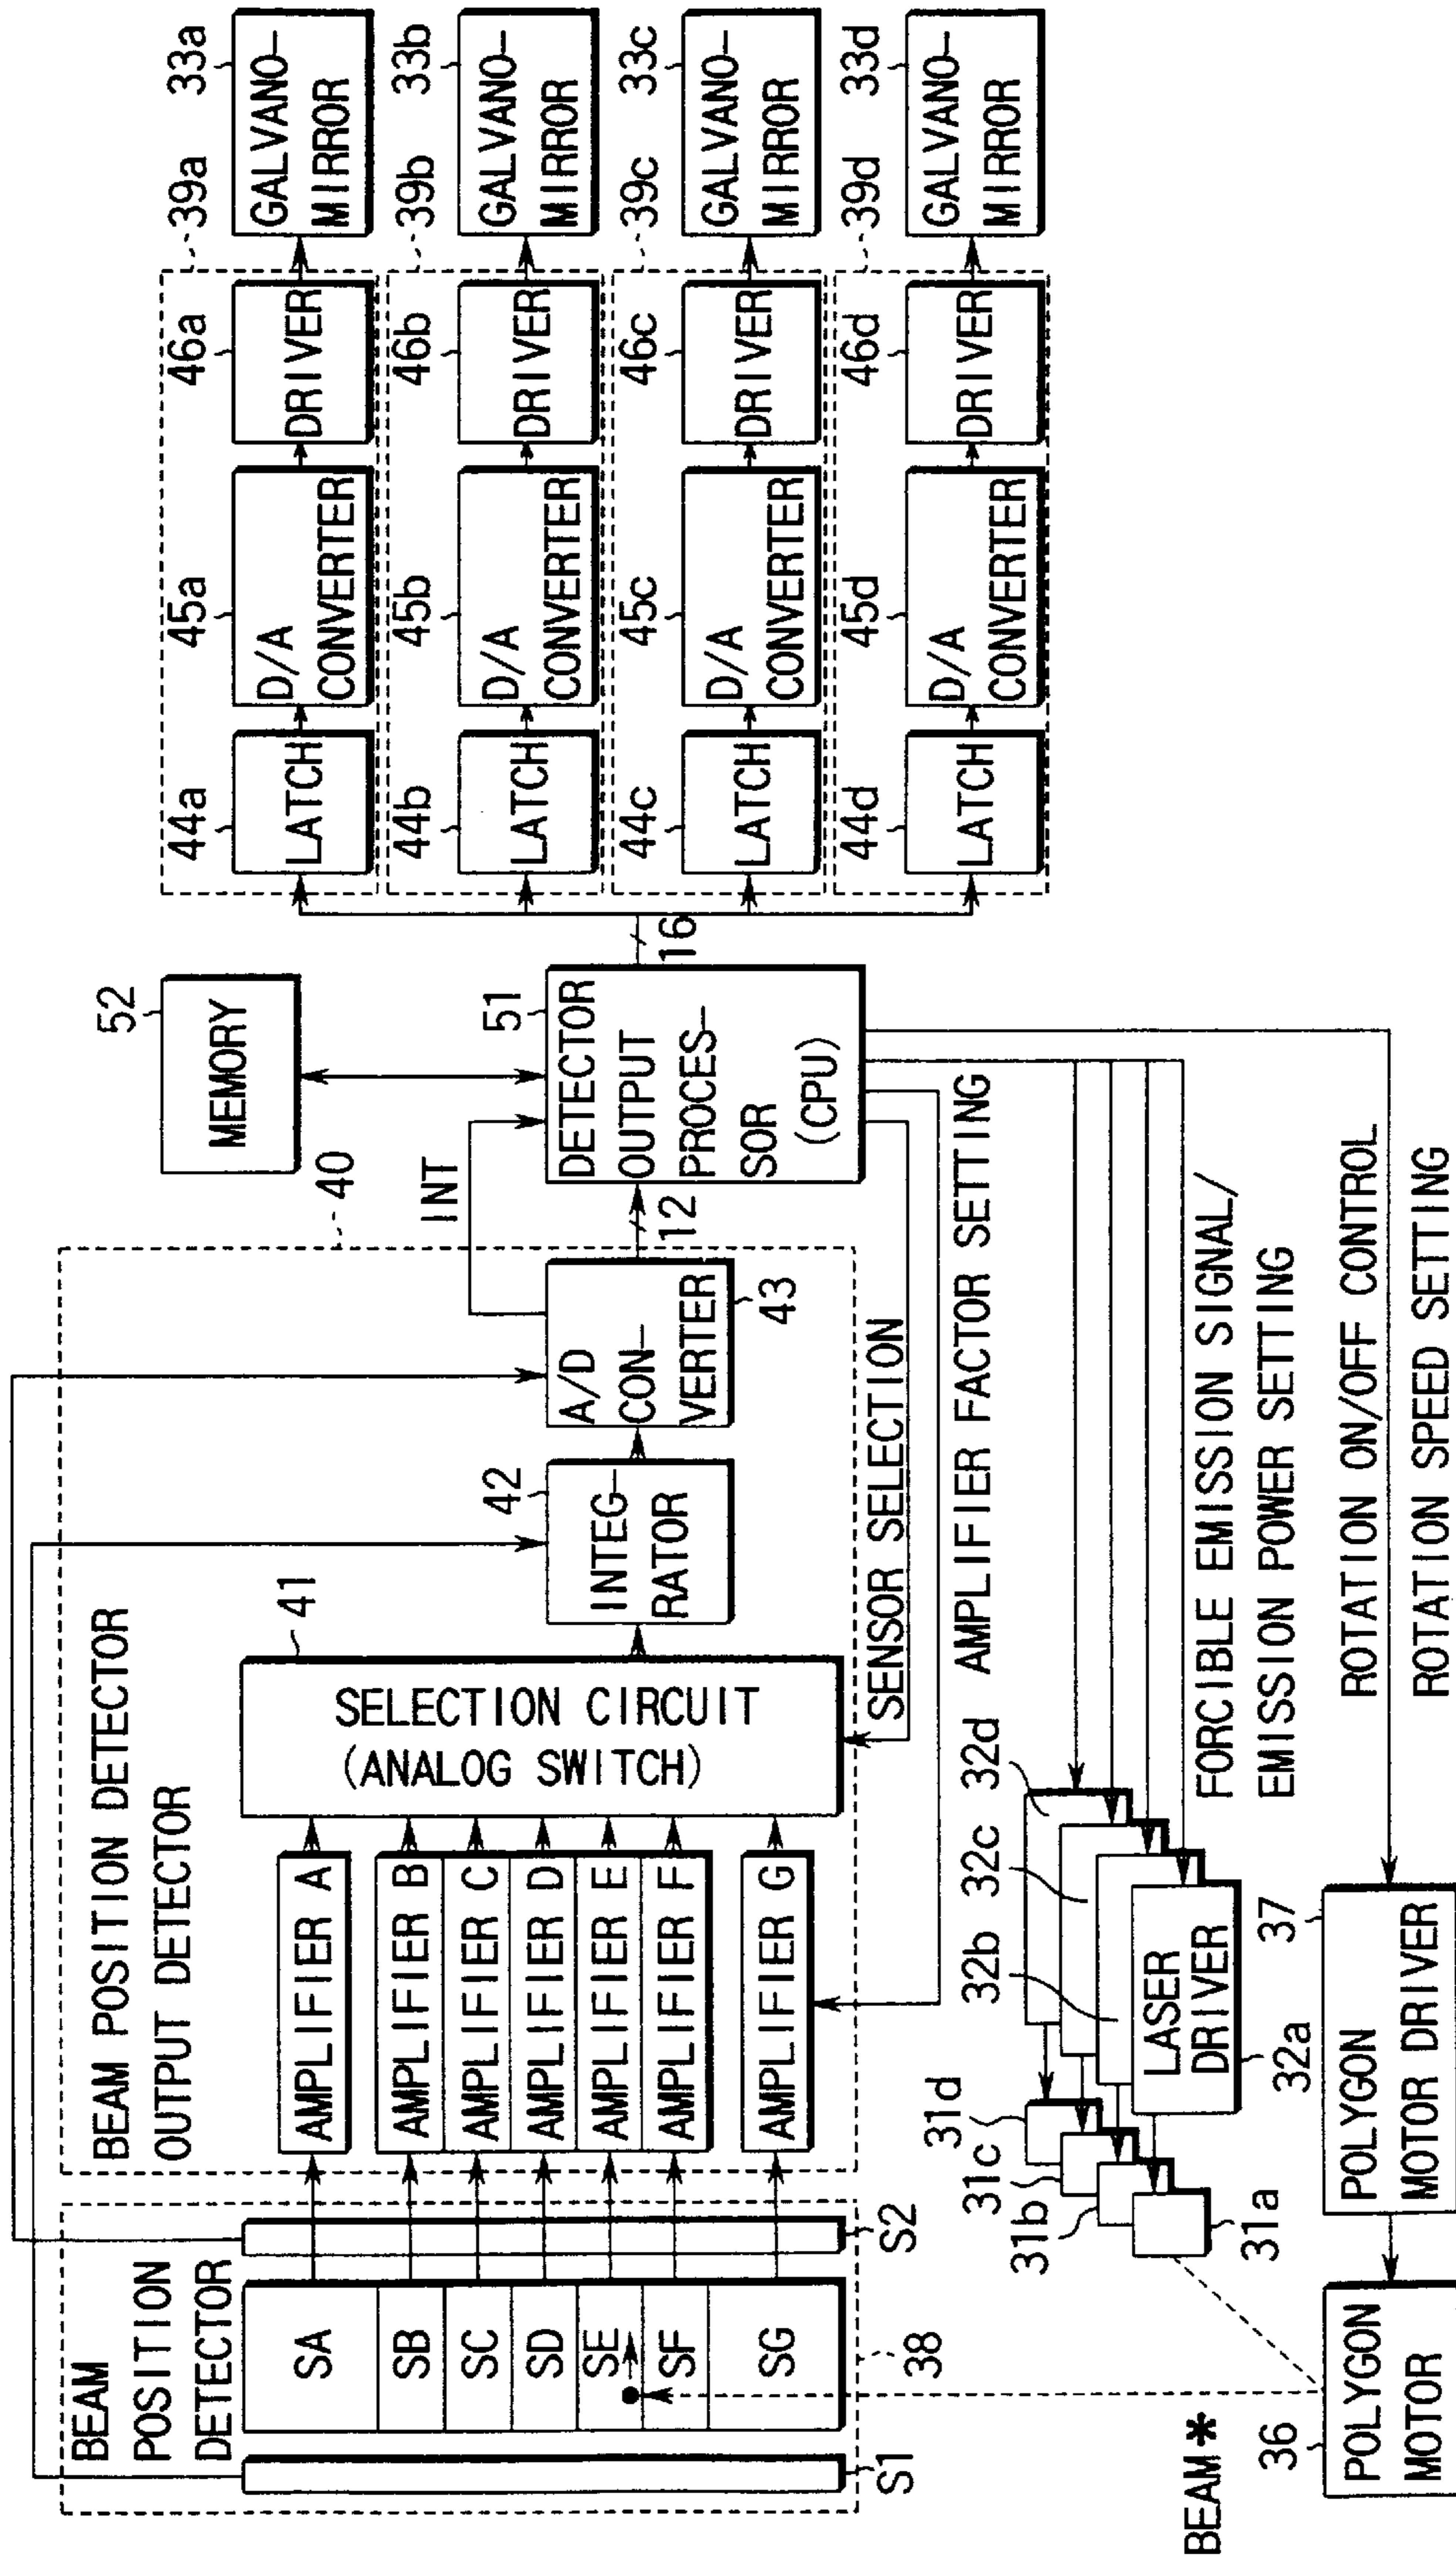 BEAM
POSITION
DETECTOR
S1
SA
SB
SC
SD
SE
SF
SG
S2
38
BEAM POSITION DETECTOR
OUTPUT DETECTOR
40
AMPLIFIER A
AMPLIFIER B
AMPLIFIER C
AMPLIFIER D
AMPLIFIER E
AMPLIFIER F
AMPLIFIER G
41
SELECTION CIRCUIT
(ANALOG SWITCH)
42
INTEG–
RATOR
A/D
CON–
VERTER
43
INT
12
52
MEMORY
51
DETECTOR
OUTPUT
PROCES–
SOR
(CPU)
16
44a
LATCH
45a
D/A
CONVERTER
46a
DRIVER
39a
33a
GALVANO–
MIRROR
44b
LATCH
45b
D/A
CONVERTER
46b
DRIVER
39b
33b
GALVANO–
MIRROR
44c
LATCH
45c
D/A
CONVERTER
46c
DRIVER
39c
33c
GALVANO–
MIRROR
44d
LATCH
45d
D/A
CONVERTER
46d
DRIVER
39d
33d
GALVANO–
MIRROR
SENSOR SELECTION
AMPLIFIER FACTOR SETTING
FORCIBLE EMISSION SIGNAL/
EMISSION POWER SETTING
ROTATION ON/OFF CONTROL
ROTATION SPEED SETTING
31d
31c
31b
31a
32d
32c
32b
LASER
DRIVER
32a
BEAM*
36
POLYGON
MOTOR
37
POLYGON
MOTOR DRIVER